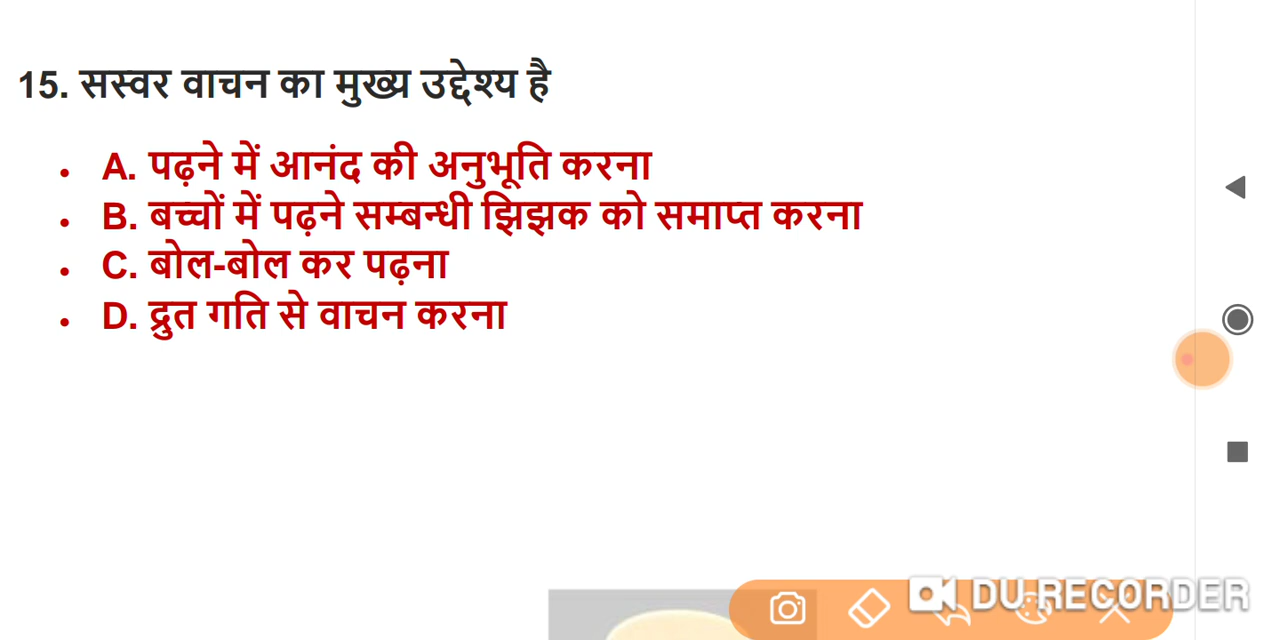 15. सस्वर वाचन का मुख्य उद्देश्य है
• A. पढ़ने में आनंद की अनुभूति करना
• B. बच्चों में पढ़ने सम्बन्धी झिझक को समाप्त करना
• C. बोल-बोल कर पढ़ना
• D. द्रुत गति से वाचन करना
DU RECORDER